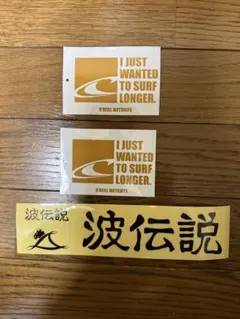 I JUST
WANTED
TO SURF
LONGER.
O'NEILL WETSUITS
I JUST
WANTED
TO SURF
LONGER.
O'NEILL WETSUITS
波伝説
波伝説